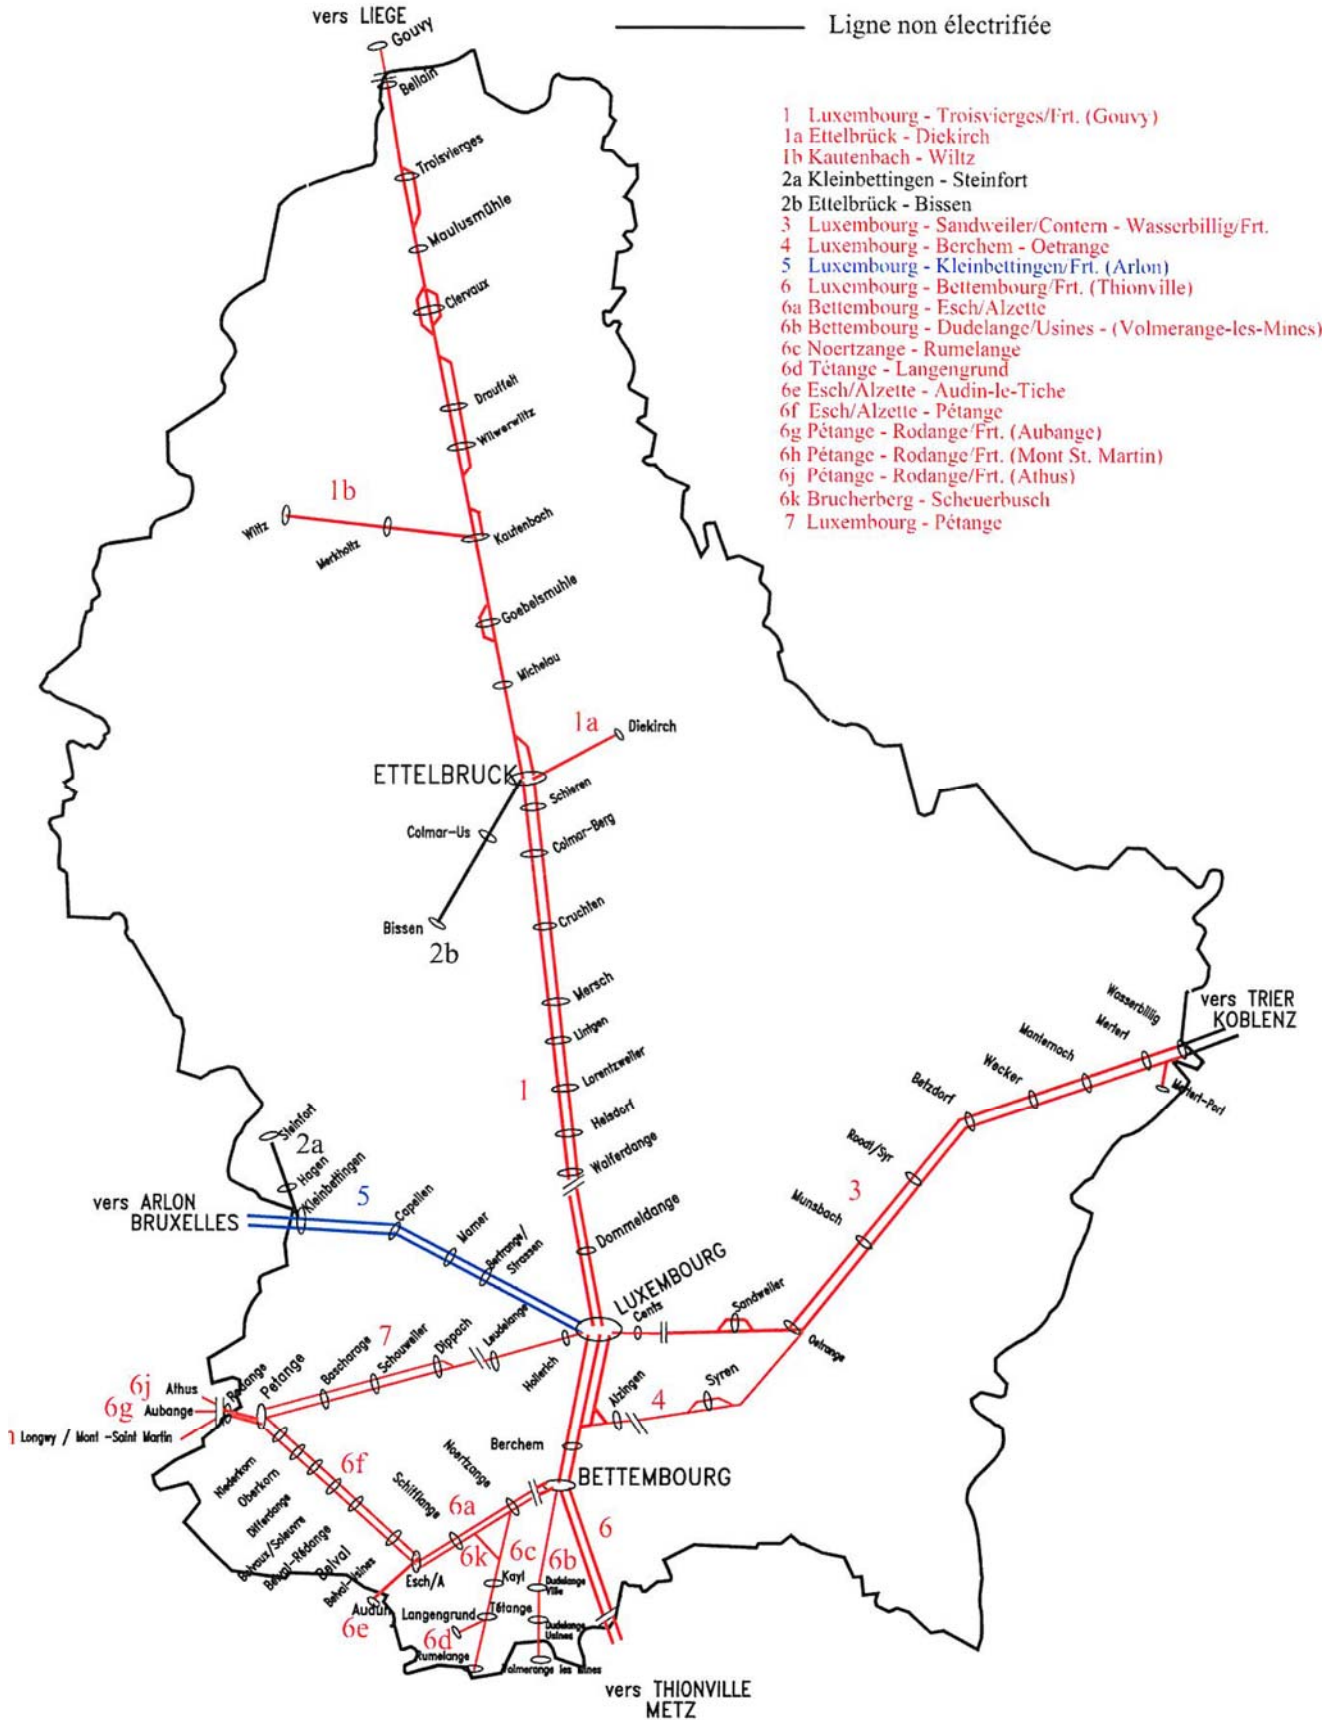 vers LIEGE
Gouvy
Ligne non électrifiée
Bellain
1 Luxembourg - Troisvierges/Frt. (Gouvy)
1a Ettelbrück - Diekirch
1b Kautenbach - Wiltz
2a Kleinbettingen - Steinfort
2b Ettelbrück - Bissen
3 Luxembourg - Sandweiler/Contern - Wasserbillig/Frt.
4 Luxembourg - Berchem - Oetrange
5 Luxembourg - Kleinbettingen/Frt. (Arlon)
6 Luxembourg - Bettembourg/Frt. (Thionville)
6a Bettembourg - Esch/Alzette
6b Bettembourg - Dudelange/Usines - (Volmerange-les-Mines)
6c Noertzange - Rumelange
6d Tétange - Langengrund
6e Esch/Alzette - Audin-le-Tiche
6f Esch/Alzette - Pétange
6g Pétange - Rodange/Frt. (Aubange)
6h Pétange - Rodange/Frt. (Mont St. Martin)
6j Pétange - Rodange/Frt. (Athus)
6k Brucherberg - Scheuerbusch
7 Luxembourg - Pétange
Troisvierges
Maulusmühle
Clervaux
Drauffelt
Wilwerwiltz
1b
Wiltz
Merkholtz
Kautenbach
Goebelsmuhle
Michelau
1a
Diekirch
ETTELBRUCK
Schieren
Colmar-Us
Colmar-Berg
Bissen
2b
Cruchten
Mersch
Lintgen
Lorentzweiler
1
Heisdorf
Walferdange
Dommeldange
vers TRIER
KOBLENZ
Wasserbillig
Mertert
Manternach
Wecker
Mertert-Port
Betzdorf
Roodt/Syr
3
Munsbach
Steinfort
2a
Hagen
Kleinbettingen
5
vers ARLON
BRUXELLES
Capellen
Mamer
Bertrange/
Strassen
LUXEMBOURG
Cents
Sandweiler
Oetrange
Leudelange
Hollerich
Dippach
7
Schouweiler
Bascharage
Petange
Rodange
6j
Athus
6g
Aubange
Longwy / Mont -Saint Martin
Alzingen
4
Syren
Berchem
BETTEMBOURG
Noertzange
Schifflange
6a
6f
Niederkorn
Oberkorn
Differdange
Belvaux/Soleuvre
Belval-Rédange
Belval
Belval-Usines
6
6k
6c
6b
Esch/A
Kayl
Dudelange
Ville
Audun
6e
Langengrund
Tétange
6d
Dudelange
Usines
Rumelange
Volmerange les Mines
vers THIONVILLE
METZ